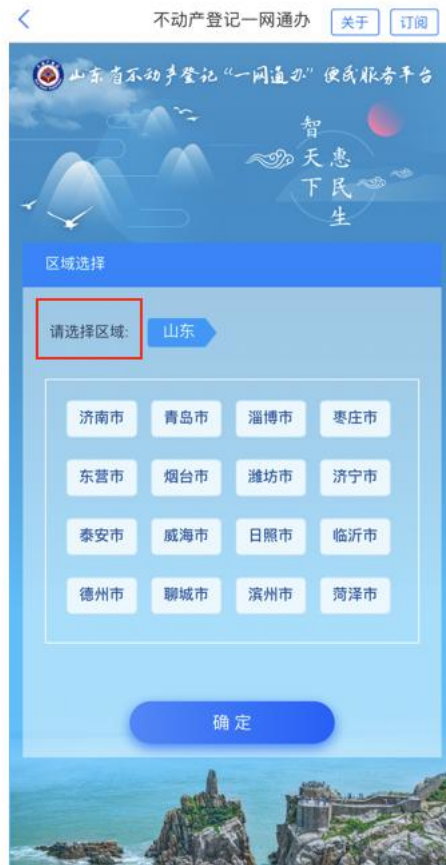 不动产登记一网通办 关于 订阅
山东省不动产登记“一网通办”便民服务平台
智天下
惠民生
区域选择
请选择区域: 山东
济南市 青岛市 淄博市 枣庄市
东营市 烟台市 潍坊市 济宁市
泰安市 威海市 日照市 临沂市
德州市 聊城市 滨州市 菏泽市
确定